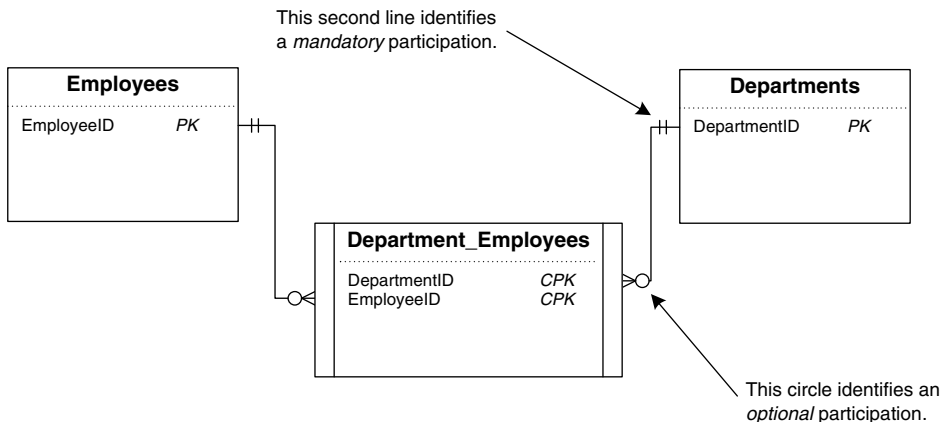 This second line identifies
a mandatory participation.
Employees
EmployeeID PK
Departments
DepartmentID PK
Department_Employees
DepartmentID CPK
EmployeeID CPK
This circle identifies an
optional participation.